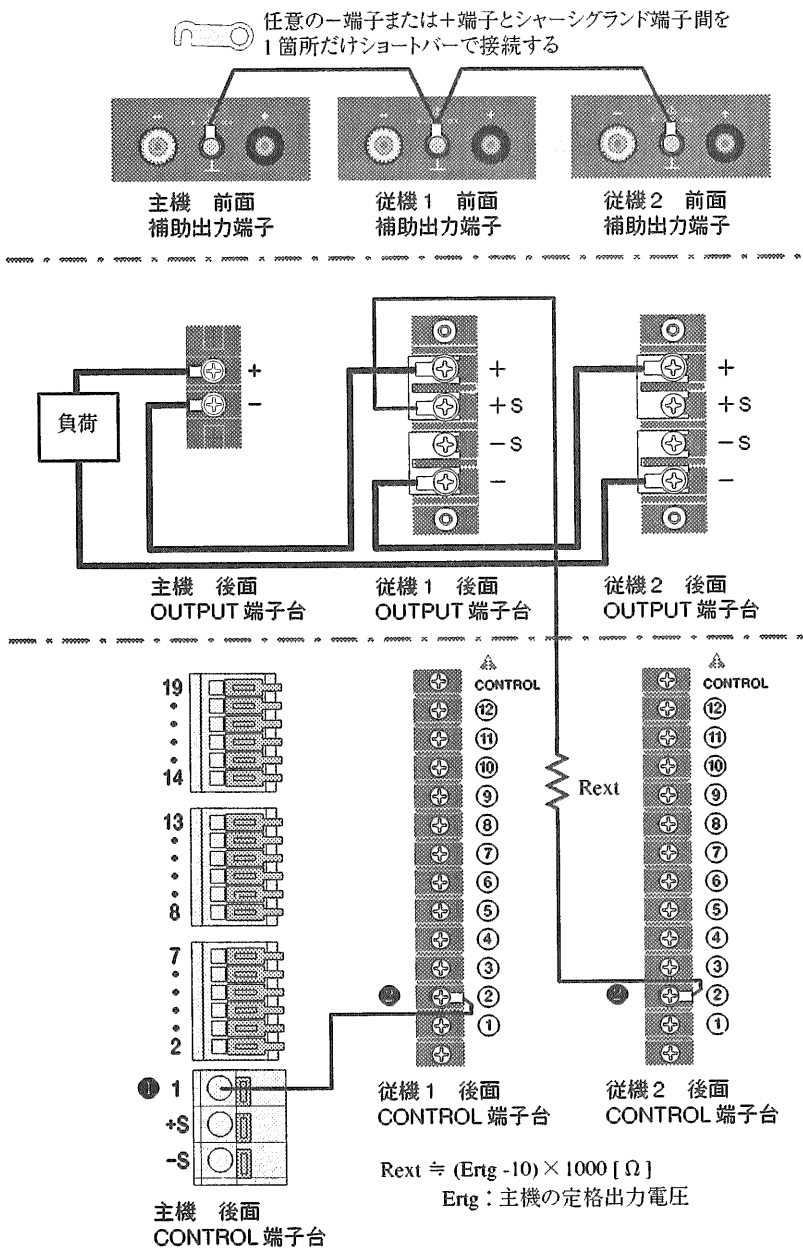 任意の－端子または＋端子とシャーシグランド端子間を
1箇所だけショートバーで接続する
－ ＋
－ ＋
－ ＋
主機　前面
補助出力端子
従機1　前面
補助出力端子
従機2　前面
補助出力端子
負荷
＋
－
＋
＋S
－S
－
＋
＋S
－S
－
主機　後面
OUTPUT 端子台
従機1　後面
OUTPUT 端子台
従機2　後面
OUTPUT 端子台
19
14
13
8
7
2
❶ 1
+S
-S
主機　後面
CONTROL 端子台
CONTROL
⑫
⑪
⑩
⑨
⑧
⑦
⑥
⑤
④
③
❷ ②
①
従機1　後面
CONTROL 端子台
Rext
CONTROL
⑫
⑪
⑩
⑨
⑧
⑦
⑥
⑤
④
③
❷ ②
①
従機2　後面
CONTROL 端子台
Rext ≒ (Ertg -10) × 1000 [ Ω ]
Ertg：主機の定格出力電圧